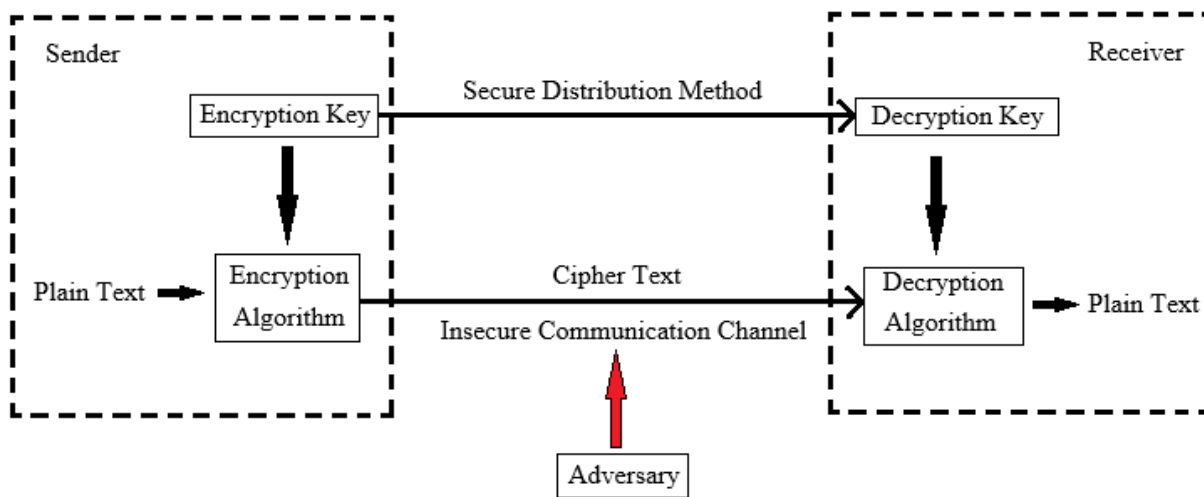 Sender
Receiver
Secure Distribution Method
Encryption Key
Decryption Key
Plain Text
Encryption
Algorithm
Cipher Text
Insecure Communication Channel
Decryption
Algorithm
Plain Text
Adversary